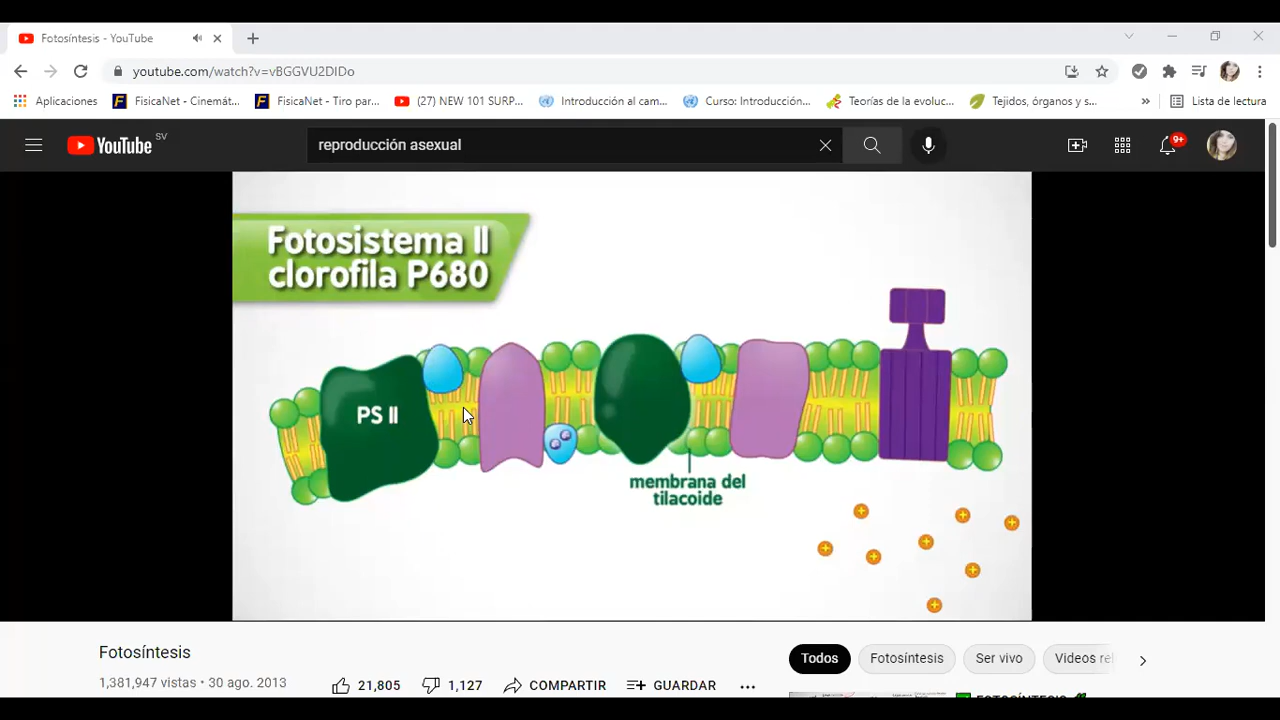 Fotosíntesis - YouTube
youtube.com/watch?v=vBGGVU2DIDo
Aplicaciones
FisicaNet - Cinemát...
FisicaNet - Tiro par...
(27) NEW 101 SURP...
Introducción al cam...
Curso: Introducción...
Teorías de la evoluc...
Tejidos, órganos y s...
»
Lista de lectura
YouTube SV
reproducción asexual
9+
Fotosistema II
clorofila P680
PS II
membrana del
tilacoide
+ + + + + + + +
Fotosíntesis
1,381,947 vistas • 30 ago. 2013
21,805
1,127
COMPARTIR
GUARDAR
Todos
Fotosíntesis
Ser vivo
Videos rel